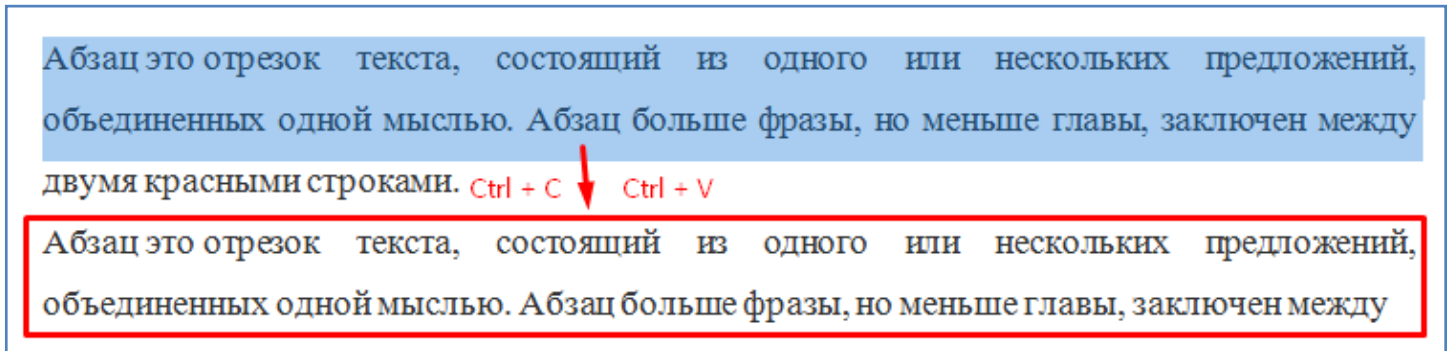 Абзац это отрезок текста, состоящий из одного или нескольких предложений,
объединенных одной мыслью. Абзац больше фразы, но меньше главы, заключен между
двумя красными строками. Ctrl + C Ctrl + V
Абзац это отрезок текста, состоящий из одного или нескольких предложений,
объединенных одной мыслью. Абзац больше фразы, но меньше главы, заключен между